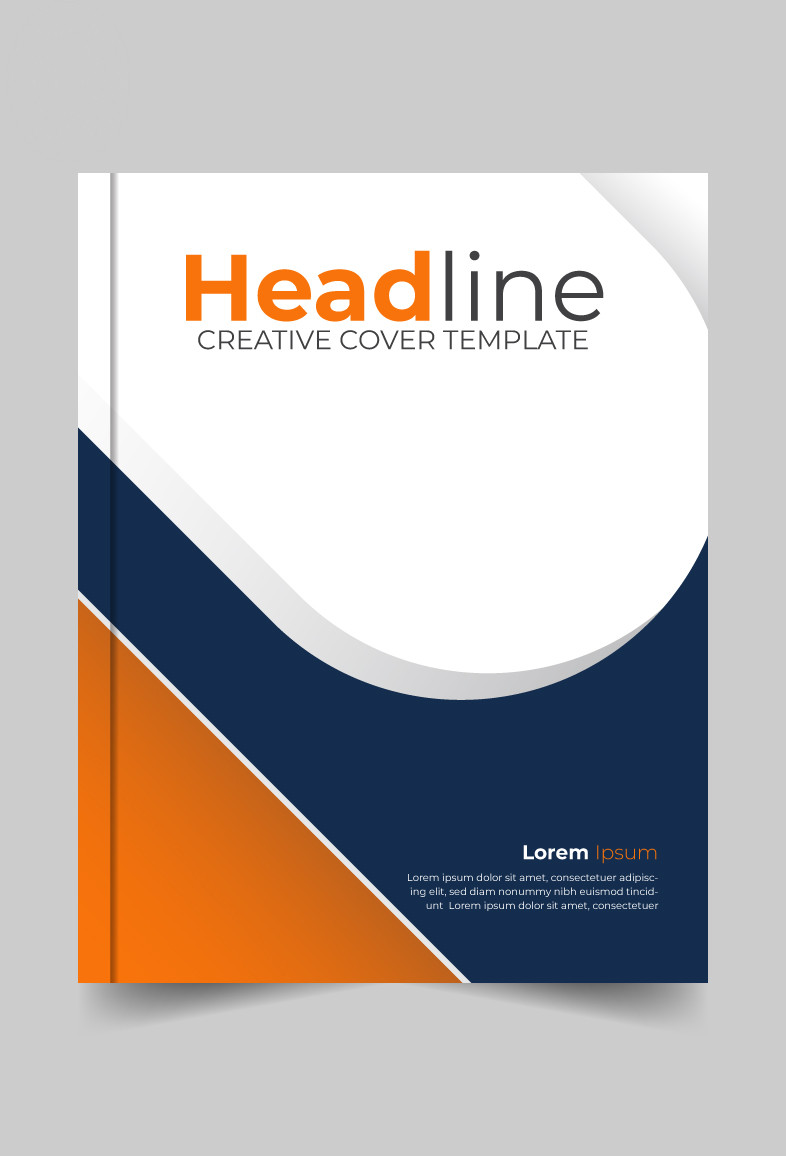 Headline
CREATIVE COVER TEMPLATE
Lorem Ipsum
Lorem ipsum dolor sit amet, consectetuer adipisc-
ing elit, sed diam nonummy nibh euismod tincid-
unt  Lorem ipsum dolor sit amet, consectetuer